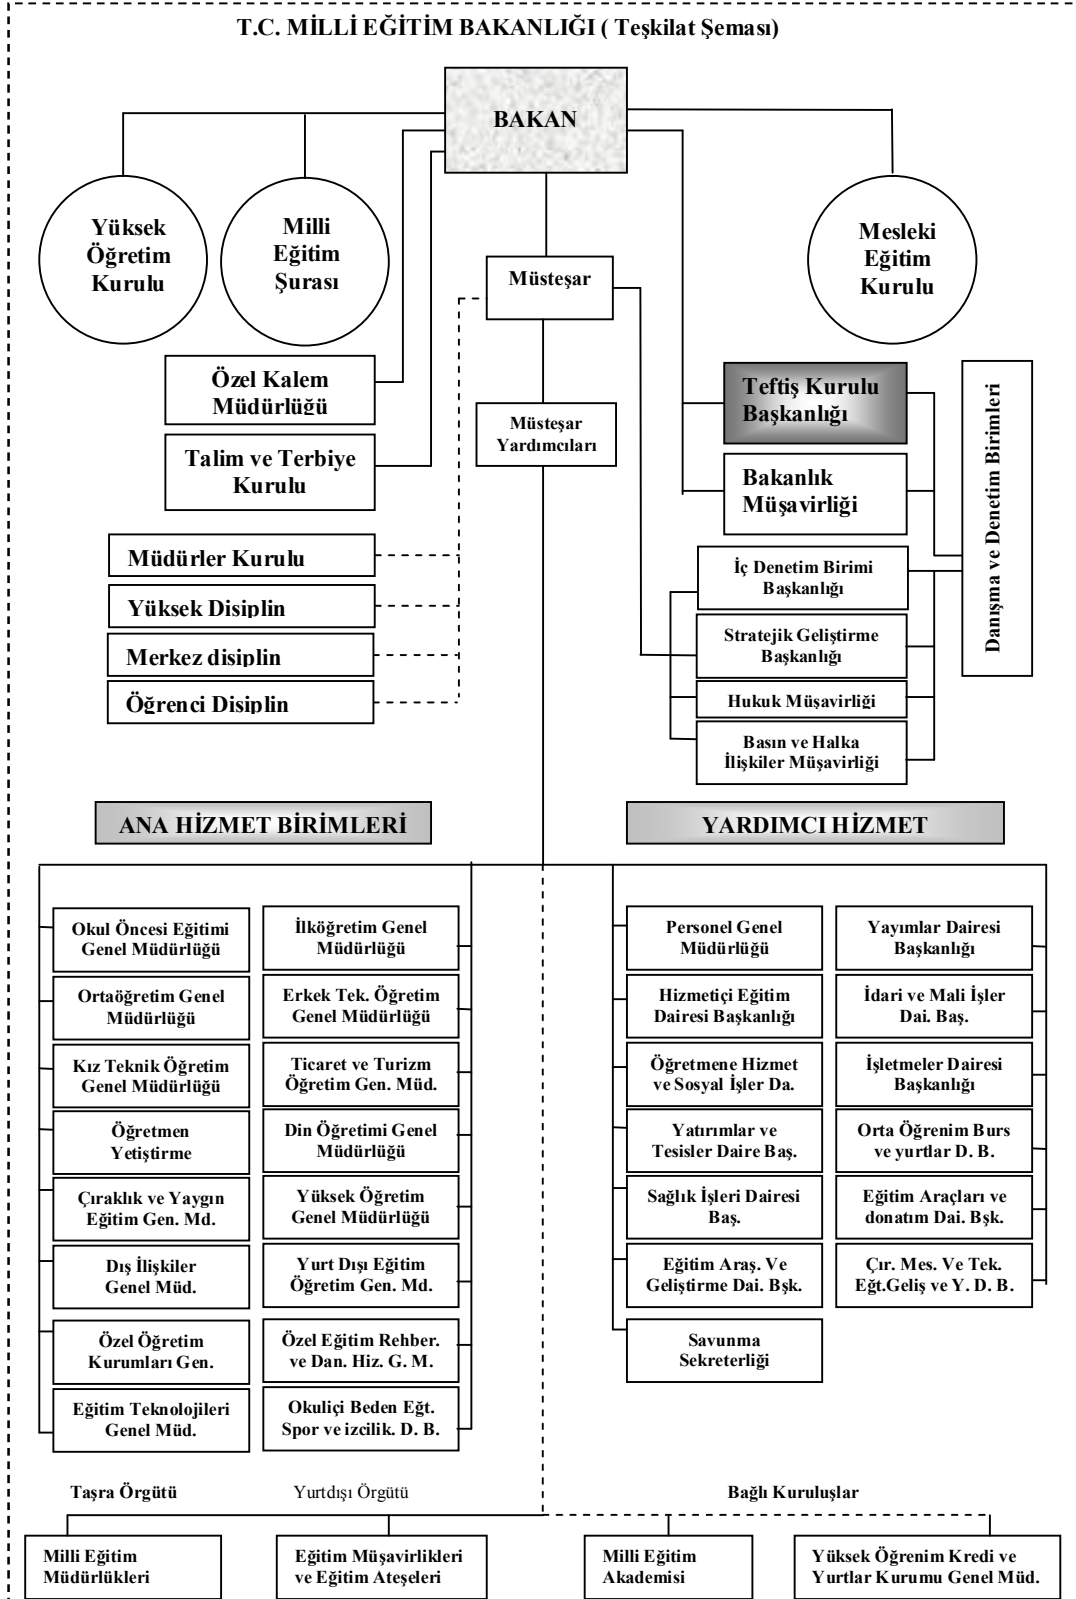 T.C. MİLLİ EĞİTİM BAKANLIĞI ( Teşkilat Şeması)
BAKAN
Yüksek
Öğretim
Kurulu
Milli
Eğitim
Şurası
Mesleki
Eğitim
Kurulu
Müsteşar
Özel Kalem
Müdürlüğü
Talim ve Terbiye
Kurulu
Müsteşar
Yardımcıları
Teftiş Kurulu
Başkanlığı
Bakanlık
Müşavirliği
Danışma ve Denetim Birimleri
Müdürler Kurulu
Yüksek Disiplin
Merkez disiplin
Öğrenci Disiplin
İç Denetim Birimi
Başkanlığı
Stratejik Geliştirme
Başkanlığı
Hukuk Müşavirliği
Basın ve Halka
İlişkiler Müşavirliği
ANA HİZMET BİRİMLERİ
YARDIMCI HİZMET
Okul Öncesi Eğitimi
Genel Müdürlüğü
İlköğretim Genel
Müdürlüğü
Personel Genel
Müdürlüğü
Yayımlar Dairesi
Başkanlığı
Ortaöğretim Genel
Müdürlüğü
Erkek Tek. Öğretim
Genel Müdürlüğü
Hizmetiçi Eğitim
Dairesi Başkanlığı
İdari ve Mali İşler
Dai. Baş.
Kız Teknik Öğretim
Genel Müdürlüğü
Ticaret ve Turizm
Öğretim Gen. Müd.
Öğretmene Hizmet
ve Sosyal İşler Da.
İşletmeler Dairesi
Başkanlığı
Öğretmen
Yetiştirme
Din Öğretimi Genel
Müdürlüğü
Yatırımlar ve
Tesisler Daire Baş.
Orta Öğrenim Burs
ve yurtlar D. B.
Çıraklık ve Yaygın
Eğitim Gen. Md.
Yüksek Öğretim
Genel Müdürlüğü
Sağlık İşleri Dairesi
Baş.
Eğitim Araçları ve
donatım Dai. Bşk.
Dış İlişkiler
Genel Müd.
Yurt Dışı Eğitim
Öğretim Gen. Md.
Eğitim Araş. Ve
Geliştirme Dai. Bşk.
Çır. Mes. Ve Tek.
Eğt.Geliş ve Y. D. B.
Özel Öğretim
Kurumları Gen.
Özel Eğitim Rehber.
ve Dan. Hiz. G. M.
Savunma
Sekreterliği
Eğitim Teknolojileri
Genel Müd.
Okuliçi Beden Eğt.
Spor ve izcilik. D. B.
Taşra Örgütü
Yurtdışı Örgütü
Bağlı Kuruluşlar
Milli Eğitim
Müdürlükleri
Eğitim Müşavirlikleri
ve Eğitim Ateşeleri
Milli Eğitim
Akademisi
Yüksek Öğrenim Kredi ve
Yurtlar Kurumu Genel Müd.